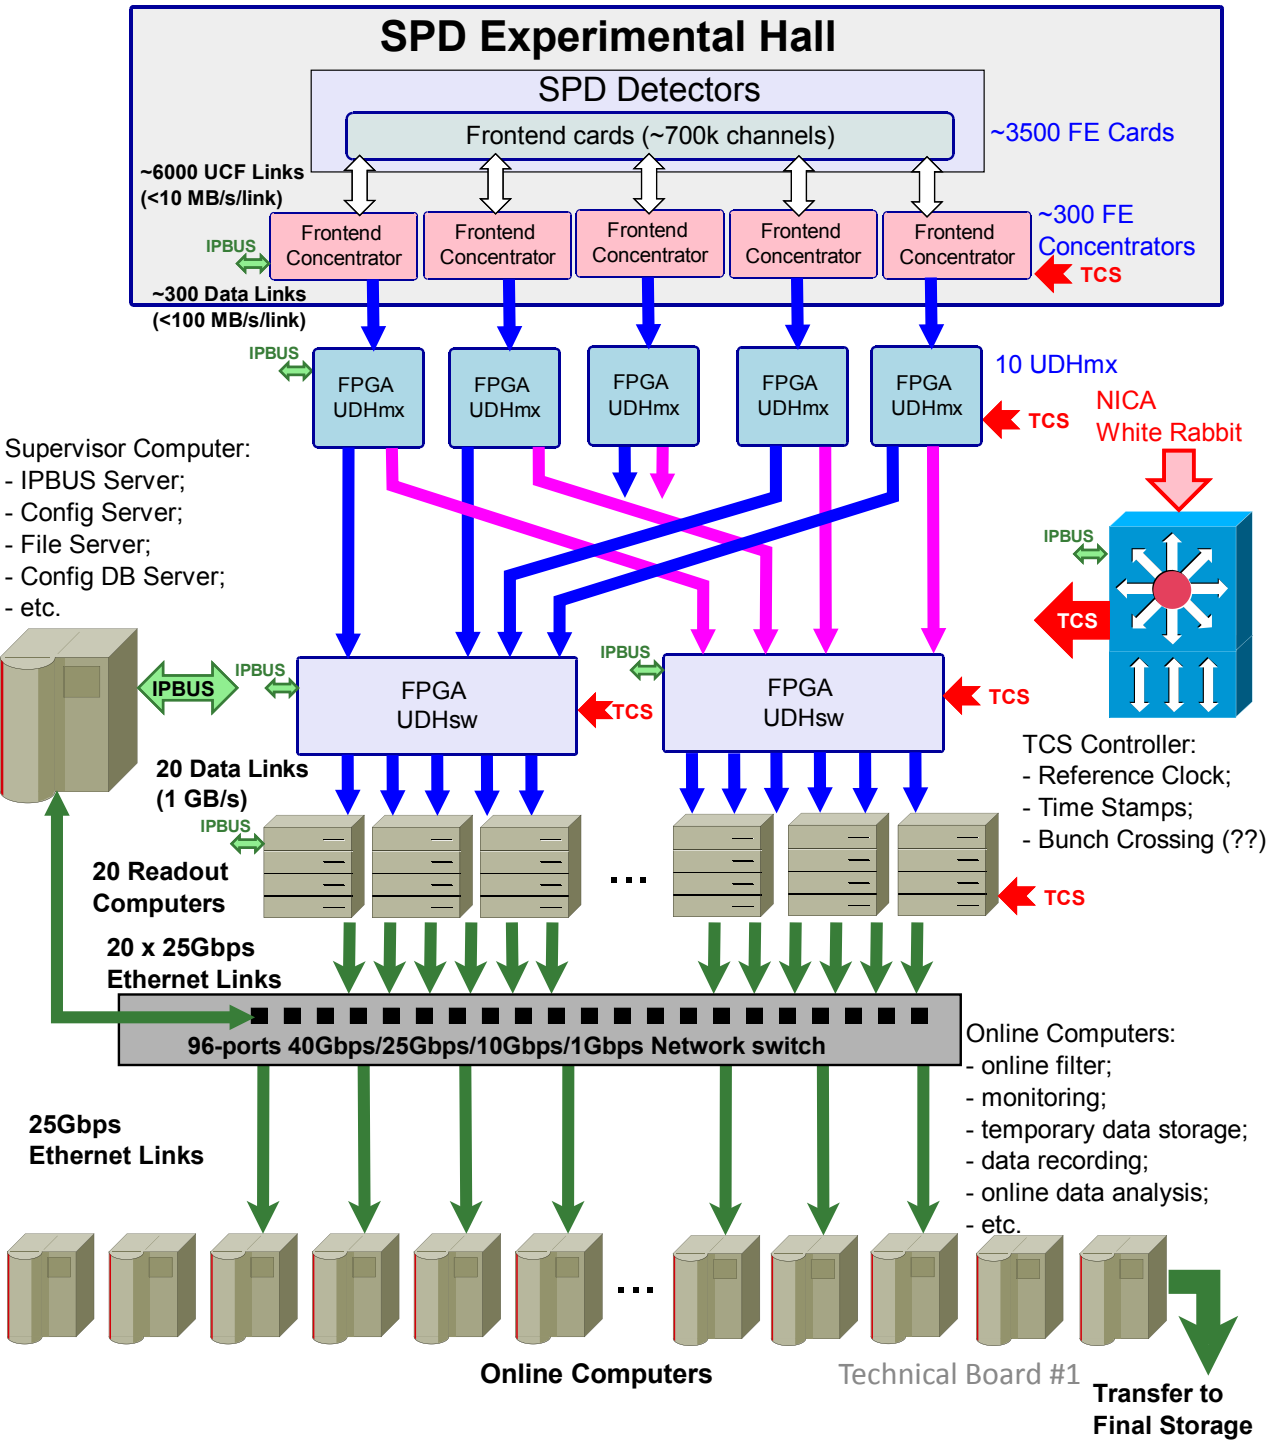 SPD Experimental Hall
SPD Detectors
Frontend cards (~700k channels)
~3500 FE Cards
~6000 UCF Links
(<10 MB/s/link)
Frontend
Concentrator
Frontend
Concentrator
Frontend
Concentrator
Frontend
Concentrator
Frontend
Concentrator
~300 FE
Concentrators
IPBUS
TCS
~300 Data Links
(<100 MB/s/link)
IPBUS
FPGA
UDHmx
FPGA
UDHmx
FPGA
UDHmx
FPGA
UDHmx
FPGA
UDHmx
10 UDHmx
TCS
NICA
White Rabbit
Supervisor Computer:
- IPBUS Server;
- Config Server;
- File Server;
- Config DB Server;
- etc.
IPBUS
TCS
IPBUS
IPBUS
FPGA
UDHsw
TCS
IPBUS
FPGA
UDHsw
TCS
TCS Controller:
- Reference Clock;
- Time Stamps;
- Bunch Crossing (??)
20 Data Links
(1 GB/s)
IPBUS
20 Readout
Computers
...
TCS
20 x 25Gbps
Ethernet Links
96-ports 40Gbps/25Gbps/10Gbps/1Gbps Network switch
Online Computers:
- online filter;
- monitoring;
- temporary data storage;
- data recording;
- online data analysis;
- etc.
25Gbps
Ethernet Links
...
Online Computers
Technical Board #1
Transfer to
Final Storage